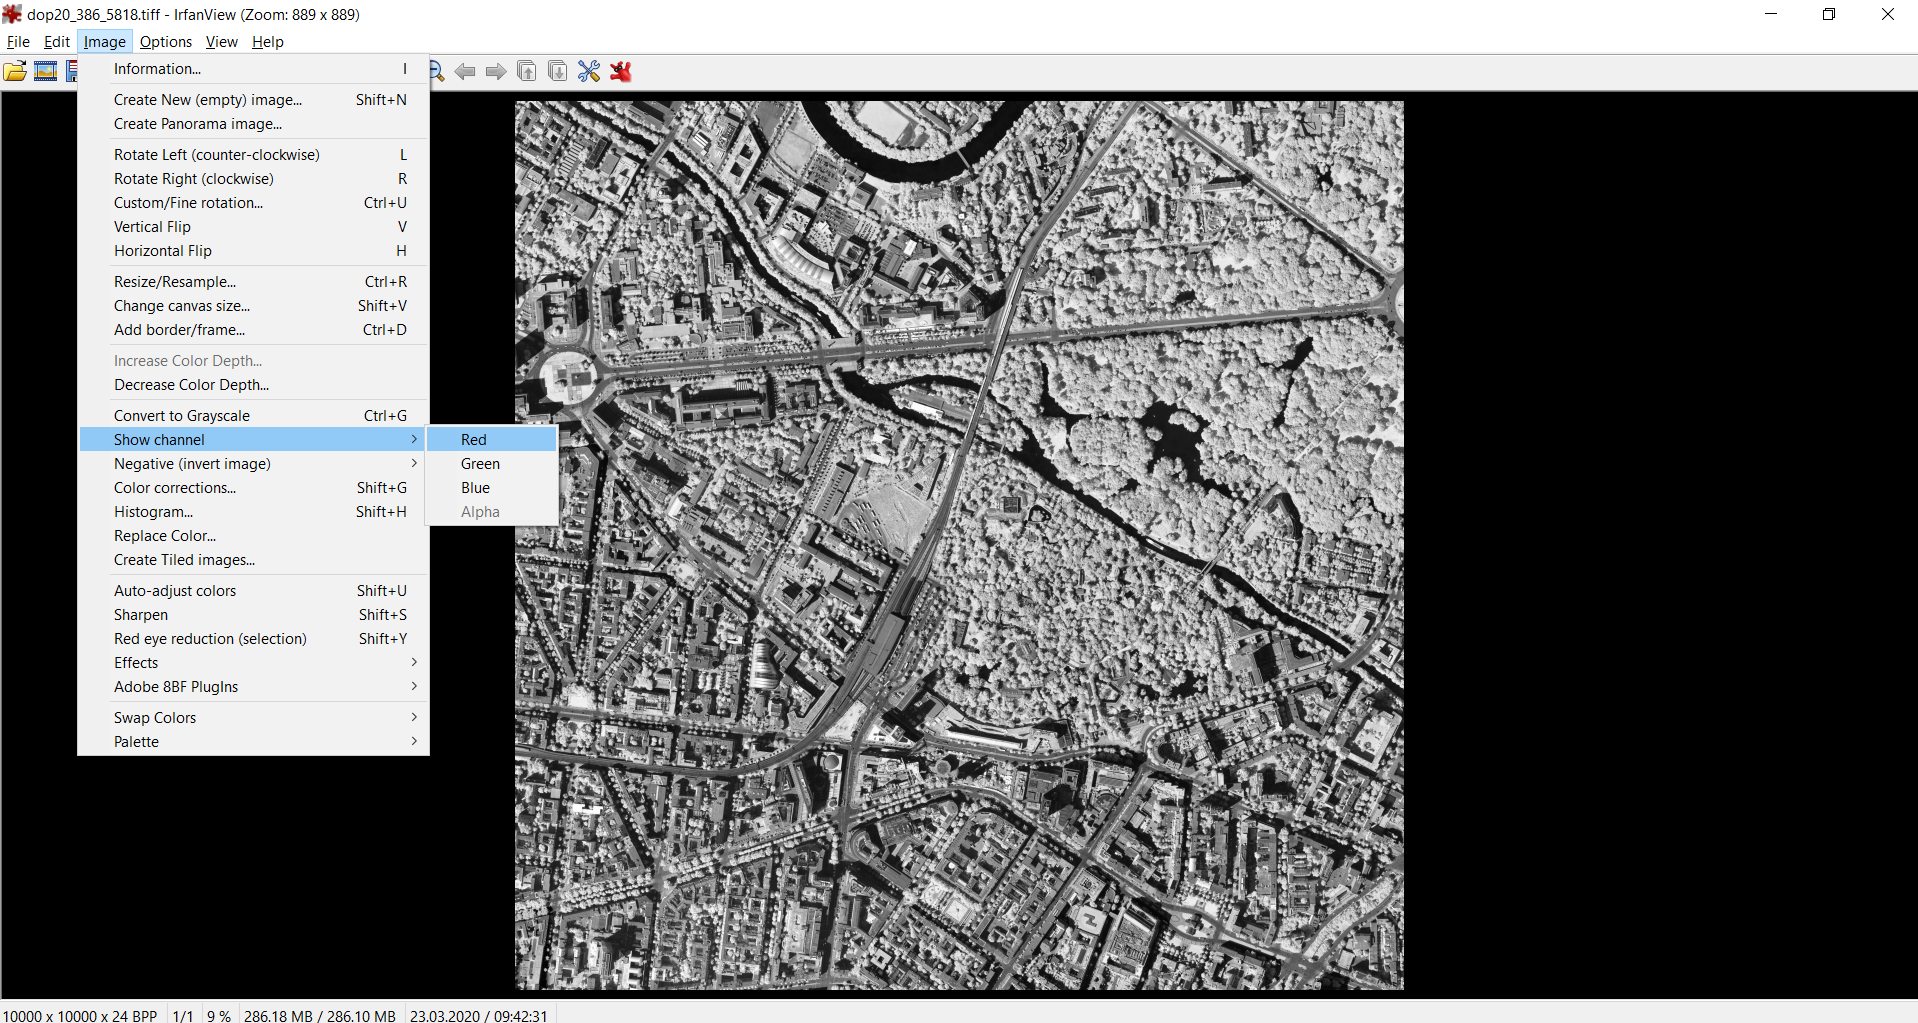 dop20_386_5818.tiff - IrfanView (Zoom: 889 x 889)
File Edit Image Options View Help
Information... I
Create New (empty) image... Shift+N
Create Panorama image...
Rotate Left (counter-clockwise) L
Rotate Right (clockwise) R
Custom/Fine rotation... Ctrl+U
Vertical Flip V
Horizontal Flip H
Resize/Resample... Ctrl+R
Change canvas size... Shift+V
Add border/frame... Ctrl+D
Increase Color Depth...
Decrease Color Depth...
Convert to Grayscale Ctrl+G
Show channel
Negative (invert image)
Color corrections... Shift+G
Histogram... Shift+H
Replace Color...
Create Tiled images...
Auto-adjust colors Shift+U
Sharpen Shift+S
Red eye reduction (selection) Shift+Y
Effects
Adobe 8BF PlugIns
Swap Colors
Palette
Red
Green
Blue
Alpha
10000 x 10000 x 24 BPP 1/1 9 % 286.18 MB / 286.10 MB 23.03.2020 / 09:42:31